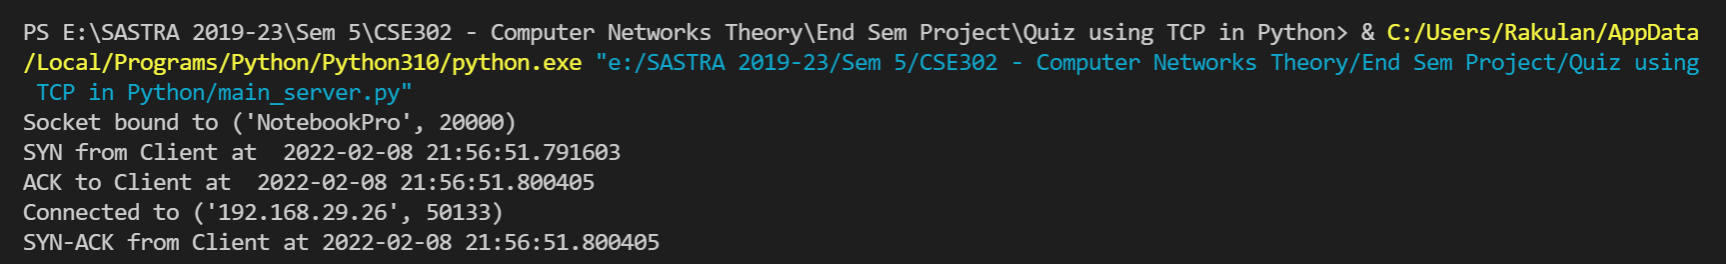 PS E:\SASTRA 2019-23\Sem 5\CSE302 - Computer Networks Theory\End Sem Project\Quiz using TCP in Python> & C:/Users/Rakulan/AppData
/Local/Programs/Python/Python310/python.exe "e:/SASTRA 2019-23/Sem 5/CSE302 - Computer Networks Theory/End Sem Project/Quiz using
 TCP in Python/main_server.py"
Socket bound to ('NotebookPro', 20000)
SYN from Client at  2022-02-08 21:56:51.791603
ACK to Client at  2022-02-08 21:56:51.800405
Connected to ('192.168.29.26', 50133)
SYN-ACK from Client at 2022-02-08 21:56:51.800405